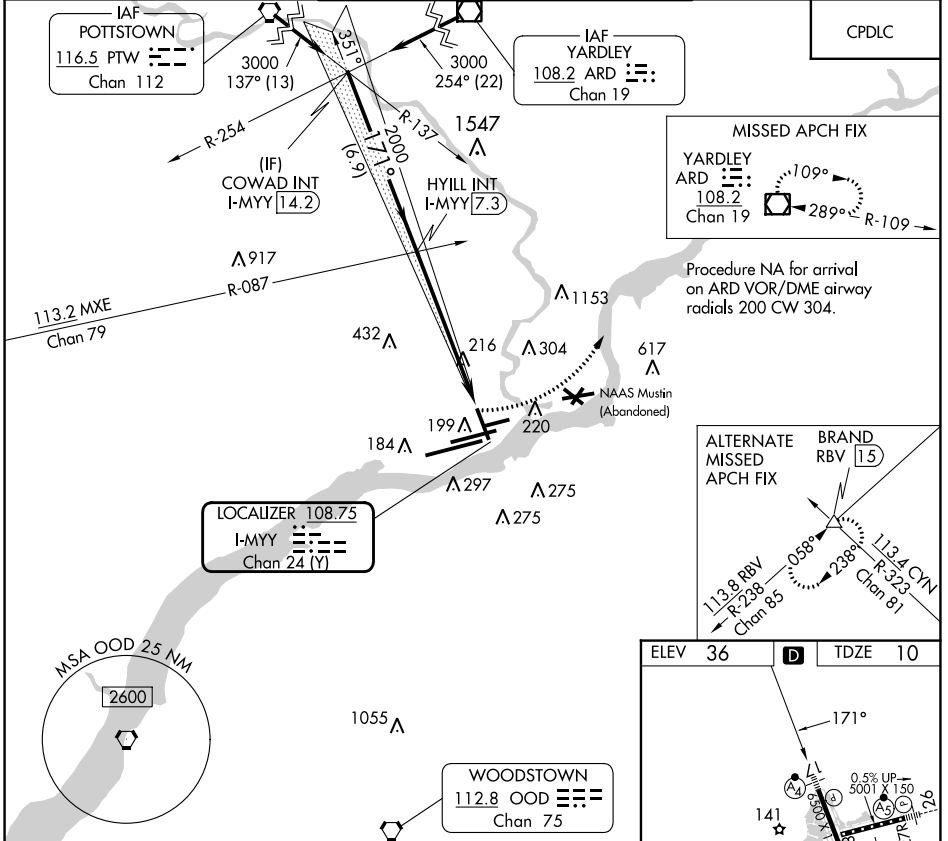 IAF
POTTSTOWN
116.5 PTW
Chan 112
3000
137° (13)
351°
3000
254° (22)
IAF
YARDLEY
108.2 ARD
Chan 19
CPDLC
R-254
R-137
2000
171°
(6.9)
1547
(IF)
COWAD INT
I-MYY 14.2
HYILL INT
I-MYY 7.3
MISSED APCH FIX
YARDLEY
ARD
108.2
Chan 19
109°
289°
R-109
917
R-087
113.2 MXE
Chan 79
Procedure NA for arrival
on ARD VOR/DME airway
radials 200 CW 304.
1153
432
216
304
617
NAAS Mustin
(Abandoned)
199
220
184
297
275
275
LOCALIZER 108.75
I-MYY
Chan 24 (Y)
ALTERNATE
MISSED
APCH FIX
BRAND
RBV 15
058°
238°
113.8 RBV
R-238
Chan 85
113.4 CYN
R-323
Chan 81
MSA OOD 25 NM
2600
1055
WOODSTOWN
112.8 OOD
Chan 75
ELEV 36
D
TDZE 10
171°
17
A4
P
0.5% UP
5001 X 150
A5
P
26
141